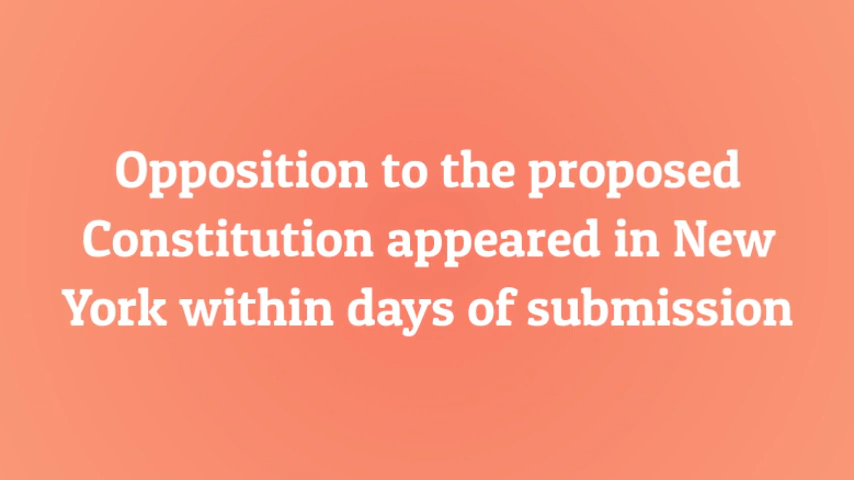 Opposition to the proposed
Constitution appeared in New
York within days of submission